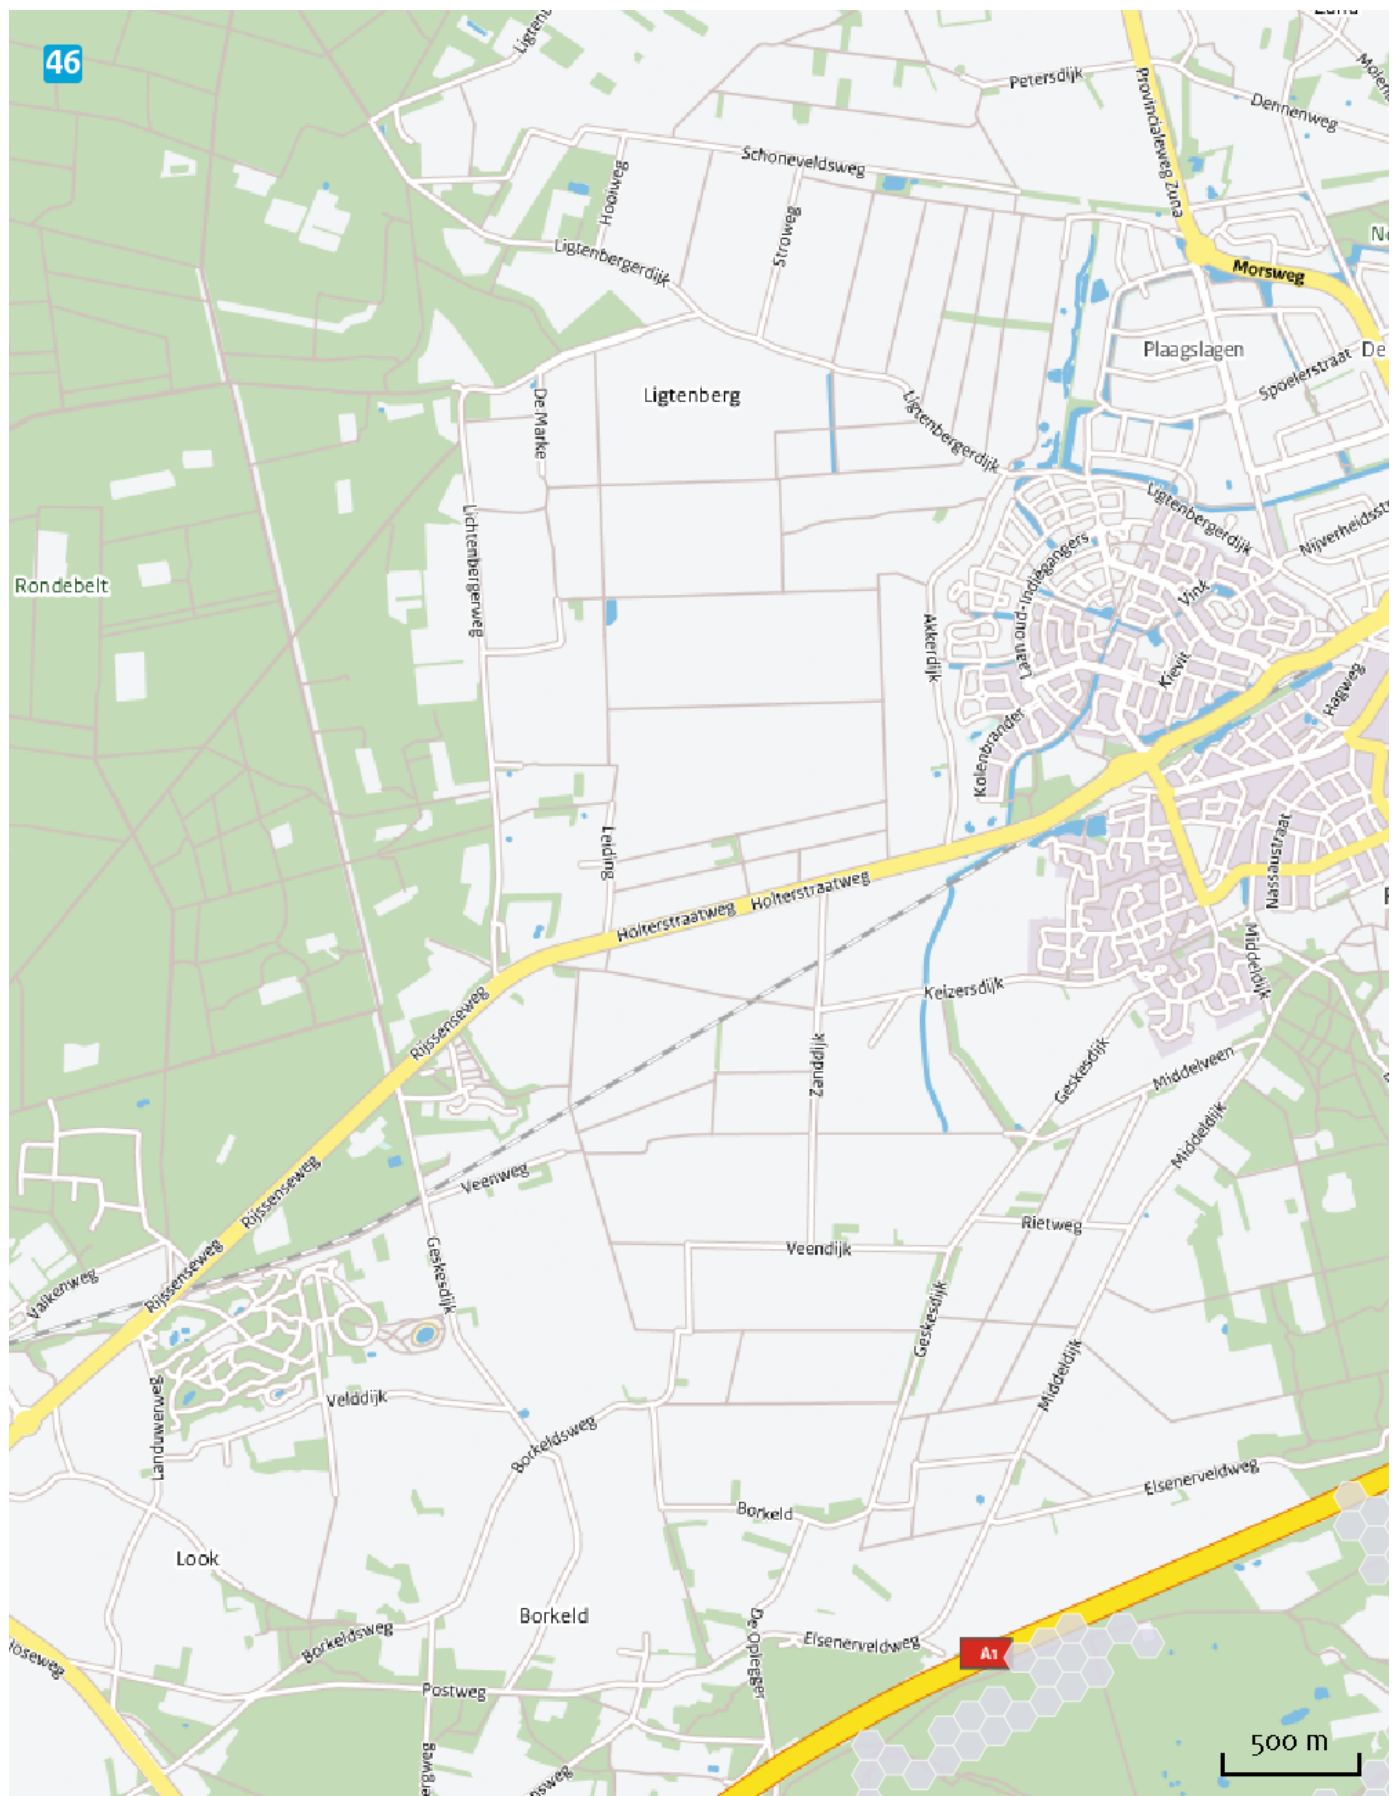 46
Petersdijk
Provincialeweg Zuna
Dennenweg
Schoneveldsweg
Hooiweg
Stroweg
Ligtenbergerdijk
Morsweg
Plaagslagen
De
Spoelerstraat
Ligtenberg
De Marke
Ligtenbergerdijk
Ligtenbergerdijk
Lichtenbergerweg
Rondebelt
Laan oud-Indiëgangers
Vink
Akkerdijk
Kievit
Hagweg
Kolenbrander
Leiding
Nassaustraat
Holterstraatweg
Holterstraatweg
Middeldijk
Keizersdijk
Rijssenseweg
Zanddijk
Geskesdijk
Middelveen
Middeldijk
Veenweg
Rijssenseweg
Rietweg
Veendijk
Geskesdijk
Valkenweg
Rijssenseweg
Geskesdijk
Middeldijk
Landuwerweg
Velddijk
Borkeldsweg
Elsenerveldweg
Borkeld
Look
Borkeld
Borkeldsweg
De Oplegger
Elsenerveldweg
A1
Postweg
500 m